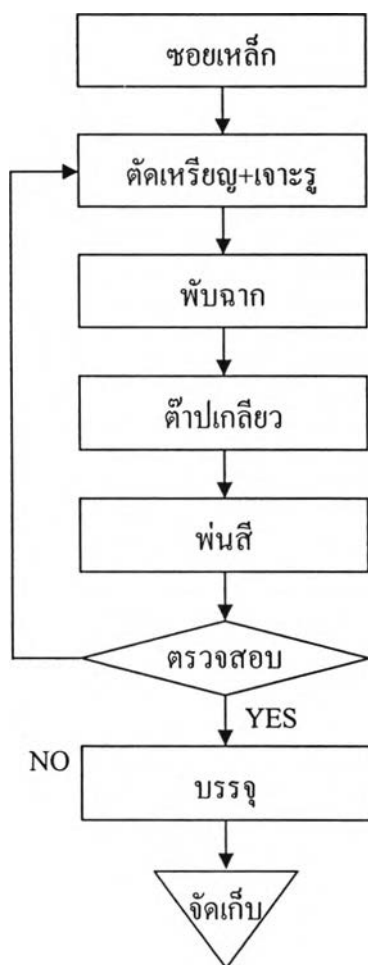 ซอยเหล็ก
ตัดเหรียญ+เจาะรู
พับฉาก
ต๊าปเกลียว
พ่นสี
ตรวจสอบ
YES
NO
บรรจุ
จัดเก็บ